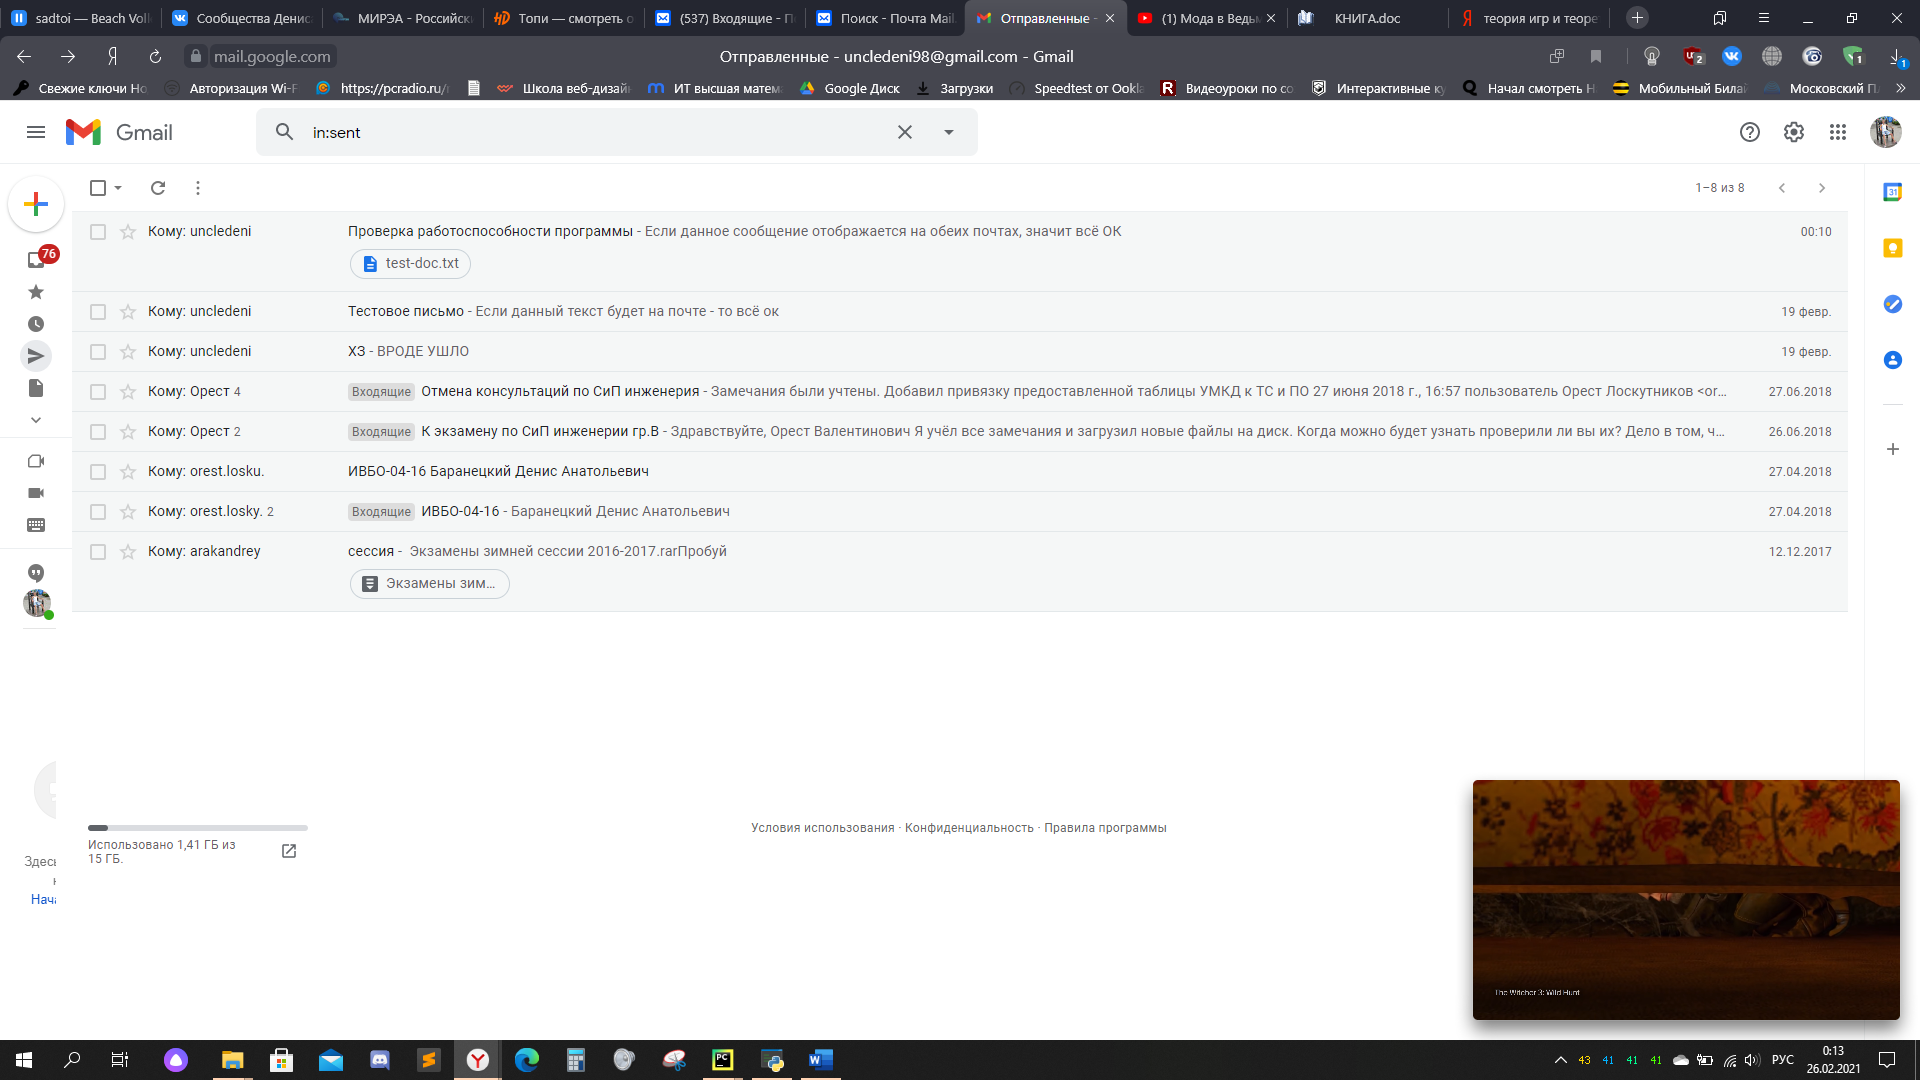 sadtoi — Beach Voll
Сообщества Денис
МИРЭА - Российск
Топи — смотреть о
(537) Входящие - П
Поиск - Почта Mail.
Отправленные -
(1) Мода в Ведьм
КНИГА.doc
теория игр и теоре
mail.google.com
Отправленные - uncledeni98@gmail.com - Gmail
2
1
1
Свежие ключи Но
Авторизация Wi-F
https://pcradio.ru/
Школа веб-дизай
ИТ высшая матем
Google Диск
Загрузки
Speedtest от Ookla
Видеоуроки по со
Интерактивные ку
Начал смотреть Н
Мобильный Билай
Московский П
Gmail
in:sent
1–8 из 8
76
Кому: uncledeni Проверка работоспособности программы - Если данное сообщение отображается на обеих почтах, значит всё ОК 00:10
test-doc.txt
Кому: uncledeni Тестовое письмо - Если данный текст будет на почте - то всё ок 19 февр.
Кому: uncledeni ХЗ - ВРОДЕ УШЛО 19 февр.
Кому: Орест 4 Входящие Отмена консультаций по СиП инженерия - Замечания были учтены. Добавил привязку предоставленной таблицы УМКД к ТС и ПО 27 июня 2018 г., 16:57 пользователь Орест Лоскутников <or... 27.06.2018
Кому: Орест 2 Входящие К экзамену по СиП инженерии гр.В - Здравствуйте, Орест Валентинович Я учёл все замечания и загрузил новые файлы на диск. Когда можно будет узнать проверили ли вы их? Дело в том, ч... 26.06.2018
Кому: orest.losku. ИВБО-04-16 Баранецкий Денис Анатольевич 27.04.2018
Кому: orest.losky. 2 Входящие ИВБО-04-16 - Баранецкий Денис Анатольевич 27.04.2018
Кому: arakandrey сессия - Экзамены зимней сессии 2016-2017.rarПробуй 12.12.2017
Экзамены зим...
31
Использовано 1,41 ГБ из
15 ГБ.
Условия использования · Конфиденциальность · Правила программы
Здесь
Нача
The Witcher 3: Wild Hunt
43 41 41 41
РУС
0:13
26.02.2021